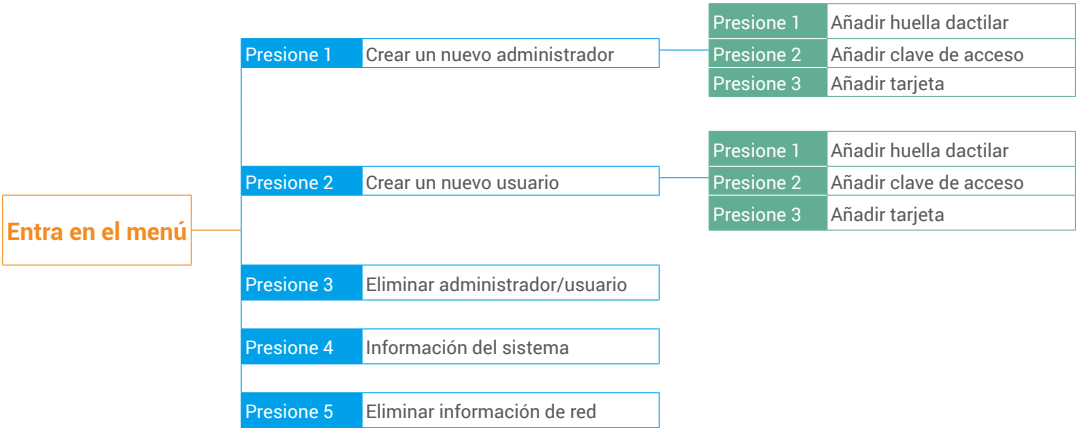 Entra en el menú
Presione 1 Crear un nuevo administrador
Presione 1 Añadir huella dactilar
Presione 2 Añadir clave de acceso
Presione 3 Añadir tarjeta
Presione 2 Crear un nuevo usuario
Presione 1 Añadir huella dactilar
Presione 2 Añadir clave de acceso
Presione 3 Añadir tarjeta
Presione 3 Eliminar administrador/usuario
Presione 4 Información del sistema
Presione 5 Eliminar información de red